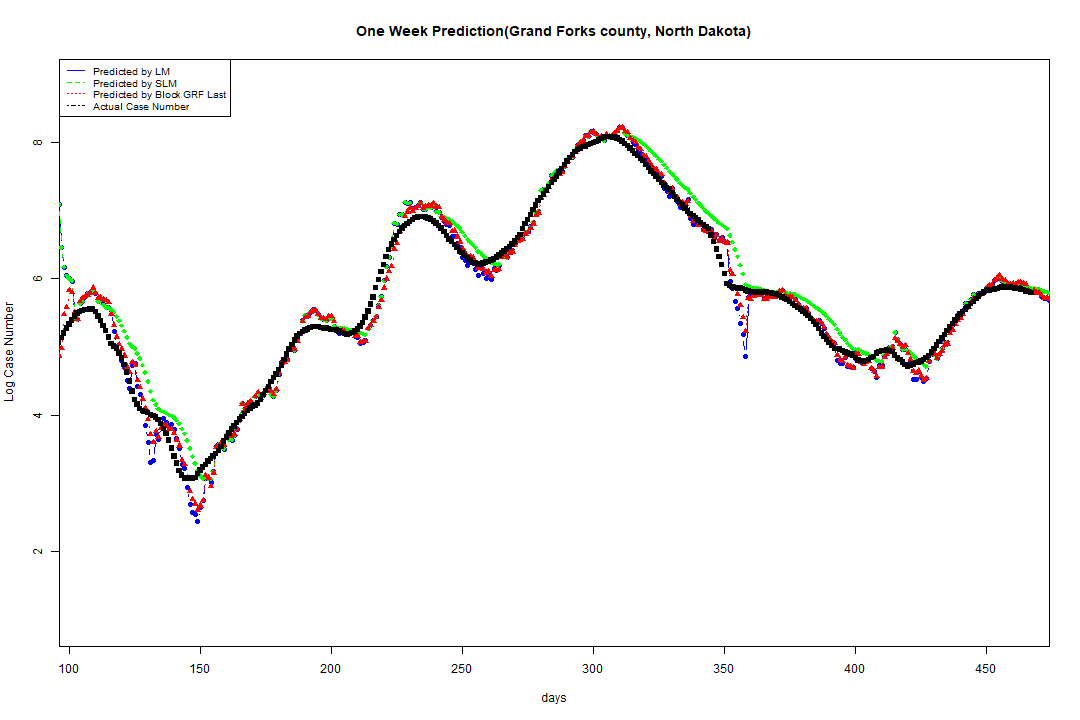 One Week Prediction(Grand Forks county, North Dakota)
Predicted by LM
Predicted by SLM
Predicted by Block GRF Last
Actual Case Number
8
6
4
2
Log Case Number
100 150 200 250 300 350 400 450
days